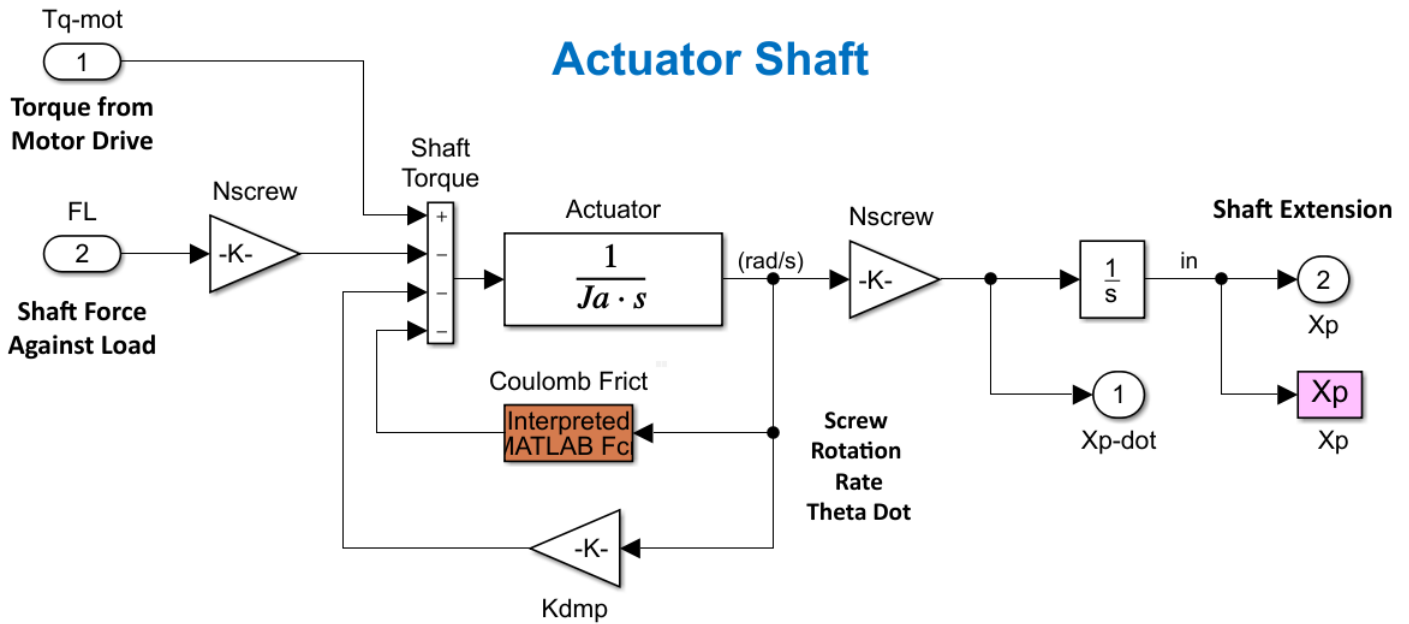 Tq-mot
1
Torque from
Motor Drive
Actuator Shaft
Shaft
Torque
Nscrew
FL
2
-K-
Shaft Force
Against Load
+
−
−
−
Actuator
1
Ja · s
(rad/s)
Nscrew
-K-
1
s
in
Shaft Extension
2
Xp
Coulomb Frict
Interpreted
MATLAB Fc
Screw
Rotation
Rate
Theta Dot
1
Xp-dot
Xp
Xp
-K-
Kdmp